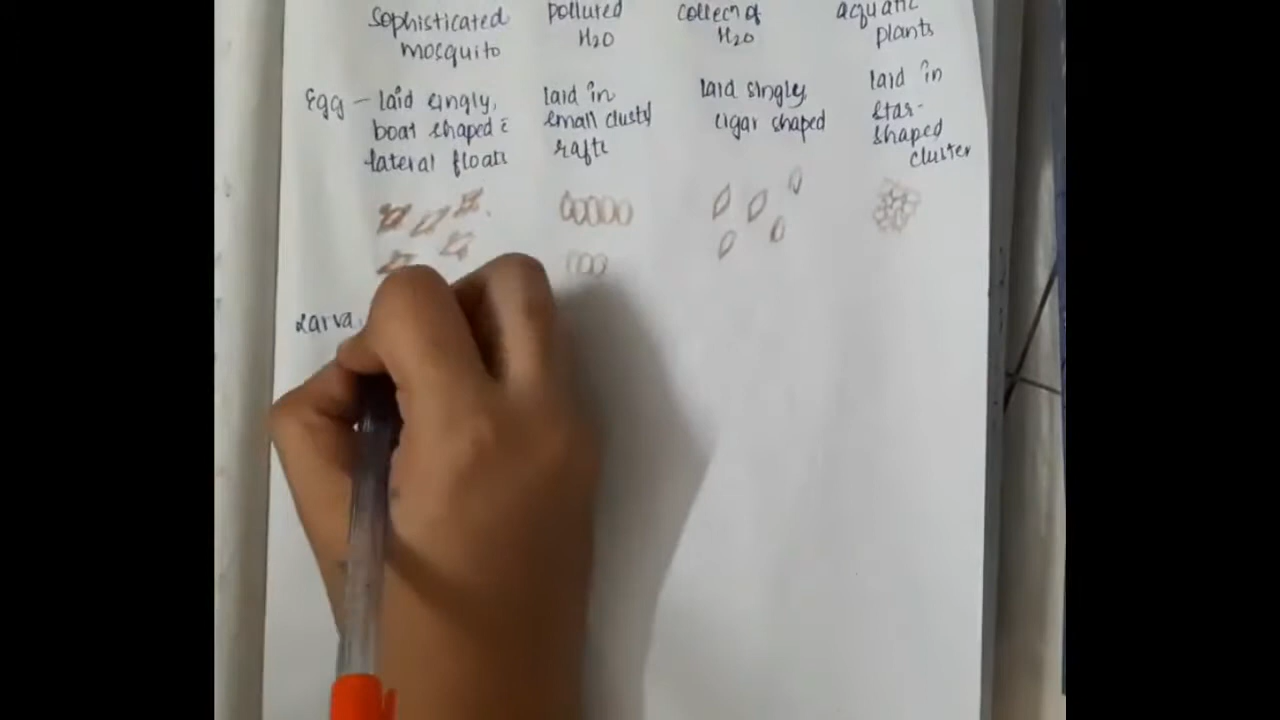 sophisticated
mosquito
polluted
H2O
collecn of
H2O
aquatic
plants
Egg - laid singly,
boat shaped c̄
lateral floats
laid in
small clusty
rafts
laid singly,
cigar shaped
laid in
star-
shaped
cluster
Larva